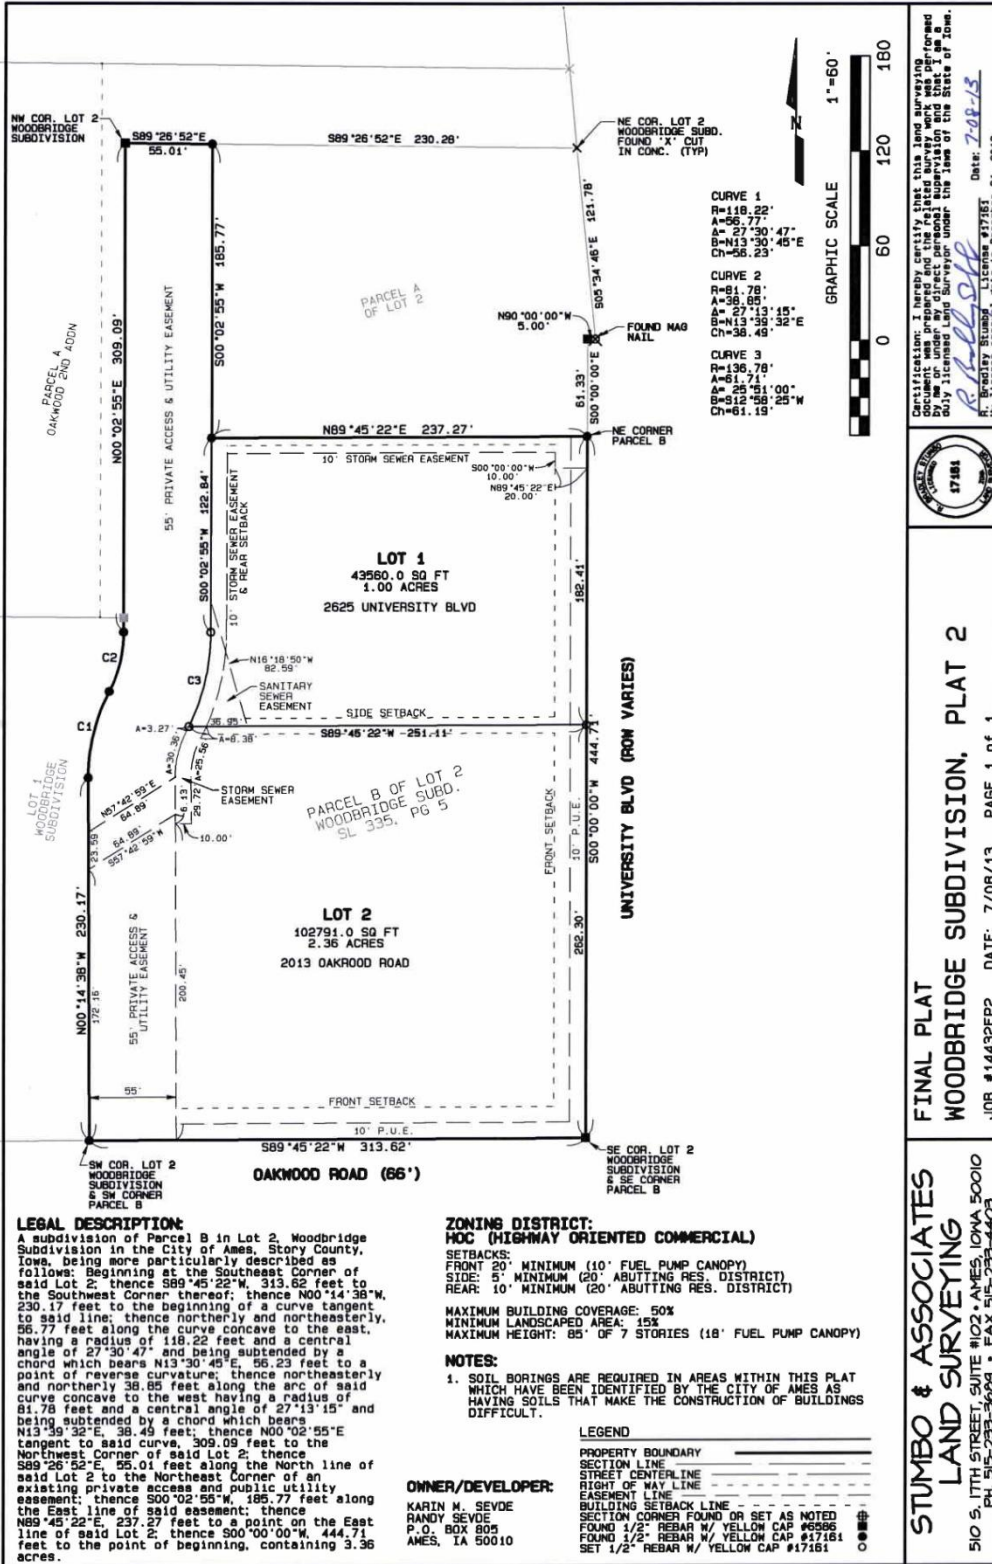 NW COR. LOT 2
WOODBRIDGE
SUBDIVISION
S89°26'52"E
55.01'
S89°26'52"E 230.28'
NE COR. LOT 2
WOODBRIDGE SUBD.
FOUND 'X' CUT
IN CONC. (TYP)
S05°34'46"E 121.78'
N
1"=60'
GRAPHIC SCALE
0
60
120
180
CURVE 1
R=118.22'
A=56.77'
Δ= 27°30'47"
B=N13°30'45"E
Ch=56.23'
CURVE 2
R=81.78'
A=38.85'
Δ= 27°13'15"
B=N13°39'32"E
Ch=38.49'
CURVE 3
R=136.78'
A=61.71'
Δ= 25°51'00"
B=S12°58'25"W
Ch=61.19'
PARCEL A
OAKWOOD 2ND ADDN
N00°02'55"E 309.09'
55' PRIVATE ACCESS & UTILITY EASEMENT
S00°02'55"W 185.77'
PARCEL A
OF LOT 2
N90°00'00"W
5.00'
FOUND MAG
NAIL
61.33'
S00°00'00"E
N89°45'22"E 237.27'
NE CORNER
PARCEL B
10' STORM SEWER EASEMENT
S00°00'00"W
10.00'
N89°45'22"E
20.00'
S00°02'55"W 122.84'
10' STORM SEWER EASEMENT
& REAR SETBACK
LOT 1
43560.0 SQ FT
1.00 ACRES
2625 UNIVERSITY BLVD
182.41'
C2
C3
C1
N16°18'50"W
82.59'
SANITARY
SEWER
EASEMENT
SIDE SETBACK
A=3.27'
36.95'
S89°45'22"W 251.11'
A=8.38'
A=30.36'
A=25.56'
STORM SEWER
EASEMENT
6.13'
29.72'
10.00'
LOT 1
WOODBRIDGE
SUBDIVISION
N57°42'59"E
64.89'
64.89'
S57°42'59"W
23.59'
PARCEL B OF LOT 2
WOODBRIDGE SUBD.
SL 335, PG 5
FRONT SETBACK
10' P.U.E.
S00°00'00"W 444.71'
UNIVERSITY BLVD (ROW VARIES)
LOT 2
102791.0 SQ FT
2.36 ACRES
2013 OAKROOD ROAD
262.30'
N00°14'38"W 230.17'
172.16'
55' PRIVATE ACCESS &
UTILITY EASEMENT
200.45'
55'
FRONT SETBACK
10' P.U.E.
S89°45'22"W 313.62'
SW COR. LOT 2
WOODBRIDGE
SUBDIVISION
& SW CORNER
PARCEL B
OAKWOOD ROAD (66')
SE COR. LOT 2
WOODBRIDGE
SUBDIVISION
& SE CORNER
PARCEL B
LEGAL DESCRIPTION:
A subdivision of Parcel B in Lot 2, Woodbridge
Subdivision in the City of Ames, Story County,
Iowa, being more particularly described as
follows: Beginning at the Southeast Corner of
said Lot 2; thence S89°45'22"W, 313.62 feet to
the Southwest Corner thereof; thence N00°14'38"W,
230.17 feet to the beginning of a curve tangent
to said line; thence northerly and northeasterly,
56.77 feet along the curve concave to the east,
having a radius of 118.22 feet and a central
angle of 27°30'47" and being subtended by a
chord which bears N13°30'45"E, 56.23 feet to a
point of reverse curvature; thence northeasterly
and northerly 38.85 feet along the arc of said
curve concave to the west having a radius of
81.78 feet and a central angle of 27°13'15" and
being subtended by a chord which bears
N13°39'32"E, 38.49 feet; thence N00°02'55"E
tangent to said curve, 309.09 feet to the
Northwest Corner of said Lot 2; thence
S89°26'52"E, 55.01 feet along the North line of
said Lot 2 to the Northeast Corner of an
existing private access and public utility
easement; thence S00°02'55"W, 185.77 feet along
the East line of said easement; thence
N89°45'22"E, 237.27 feet to a point on the East
line of said Lot 2; thence S00°00'00"W, 444.71
feet to the point of beginning, containing 3.36
acres.
ZONING DISTRICT:
HOC (HIGHWAY ORIENTED COMMERCIAL)
SETBACKS:
FRONT 20' MINIMUM (10' FUEL PUMP CANOPY)
SIDE: 5' MINIMUM (20' ABUTTING RES. DISTRICT)
REAR: 10' MINIMUM (20' ABUTTING RES. DISTRICT)
MAXIMUM BUILDING COVERAGE: 50%
MINIMUM LANDSCAPED AREA: 15%
MAXIMUM HEIGHT: 85' OF 7 STORIES (18' FUEL PUMP CANOPY)
NOTES:
1. SOIL BORINGS ARE REQUIRED IN AREAS WITHIN THIS PLAT
WHICH HAVE BEEN IDENTIFIED BY THE CITY OF AMES AS
HAVING SOILS THAT MAKE THE CONSTRUCTION OF BUILDINGS
DIFFICULT.
OWNER/DEVELOPER:
KARIN M. SEVDE
RANDY SEVDE
P.O. BOX 805
AMES, IA 50010
LEGEND
PROPERTY BOUNDARY
SECTION LINE
STREET CENTERLINE
RIGHT OF WAY LINE
EASEMENT LINE
BUILDING SETBACK LINE
SECTION CORNER FOUND OR SET AS NOTED
FOUND 1/2" REBAR W/ YELLOW CAP #6586
FOUND 1/2" REBAR W/ YELLOW CAP #17161
SET 1/2" REBAR W/ YELLOW CAP #17161
Certification: I hereby certify that this land surveying
document was prepared and the related survey work was performed
by me or under my direct personal supervision and that I am a
duly licensed Land Surveyor under the laws of the State of Iowa.
Date: 7-08-13
R. Bradley Stumbo, License #17161
R. BRADLEY STUMBO
LICENSED
17161
FINAL PLAT
WOODBRIDGE SUBDIVISION, PLAT 2
JOB #14432FP2 DATE: 7/08/13 PAGE 1 of 1
STUMBO & ASSOCIATES
LAND SURVEYING
510 S. 17TH STREET, SUITE #102 • AMES, IOWA 50010
PH. 515-233-3689 • FAX 515-233-4403